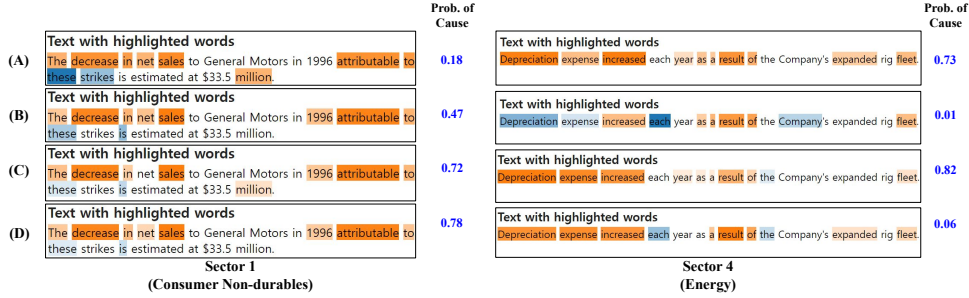 Prob. of
Cause
Prob. of
Cause
(A)
Text with highlighted words
The decrease in net sales to General Motors in 1996 attributable to
these strikes is estimated at $33.5 million.
0.18
Text with highlighted words
Depreciation expense increased each year as a result of the Company's expanded rig fleet.
0.73
(B)
Text with highlighted words
The decrease in net sales to General Motors in 1996 attributable to
these strikes is estimated at $33.5 million.
0.47
Text with highlighted words
Depreciation expense increased each year as a result of the Company's expanded rig fleet.
0.01
(C)
Text with highlighted words
The decrease in net sales to General Motors in 1996 attributable to
these strikes is estimated at $33.5 million.
0.72
Text with highlighted words
Depreciation expense increased each year as a result of the Company's expanded rig fleet.
0.82
(D)
Text with highlighted words
The decrease in net sales to General Motors in 1996 attributable to
these strikes is estimated at $33.5 million.
0.78
Text with highlighted words
Depreciation expense increased each year as a result of the Company's expanded rig fleet.
0.06
Sector 1
(Consumer Non-durables)
Sector 4
(Energy)